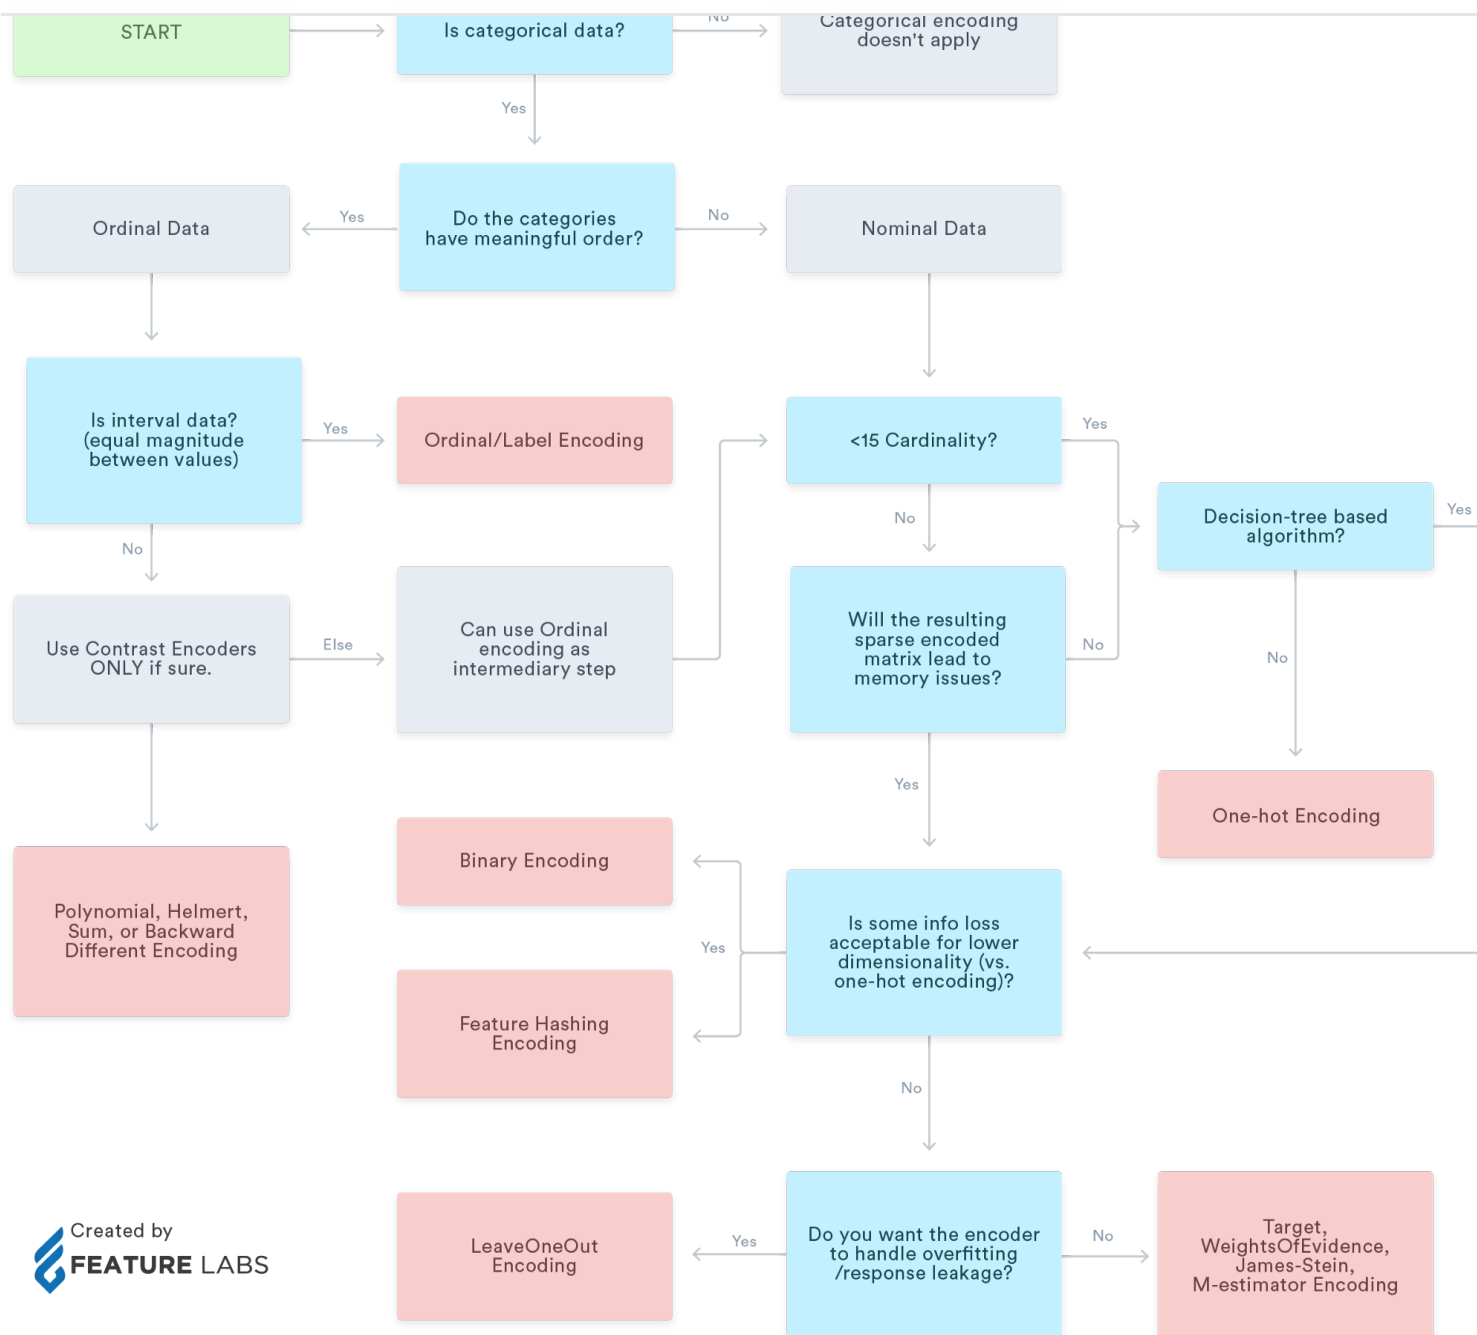 START
Is categorical data?
No
Categorical encoding
doesn't apply
Yes
Ordinal Data
Yes
Do the categories
have meaningful order?
No
Nominal Data
Is interval data?
(equal magnitude
between values)
Yes
Ordinal/Label Encoding
<15 Cardinality?
Yes
No
No
Decision-tree based
algorithm?
Yes
Use Contrast Encoders
ONLY if sure.
Else
Can use Ordinal
encoding as
intermediary step
Will the resulting
sparse encoded
matrix lead to
memory issues?
No
No
Yes
One-hot Encoding
Polynomial, Helmert,
Sum, or Backward
Different Encoding
Binary Encoding
Yes
Feature Hashing
Encoding
Is some info loss
acceptable for lower
dimensionality (vs.
one-hot encoding)?
No
Created by
FEATURE LABS
LeaveOneOut
Encoding
Yes
Do you want the encoder
to handle overfitting
/response leakage?
No
Target,
WeightsOfEvidence,
James-Stein,
M-estimator Encoding